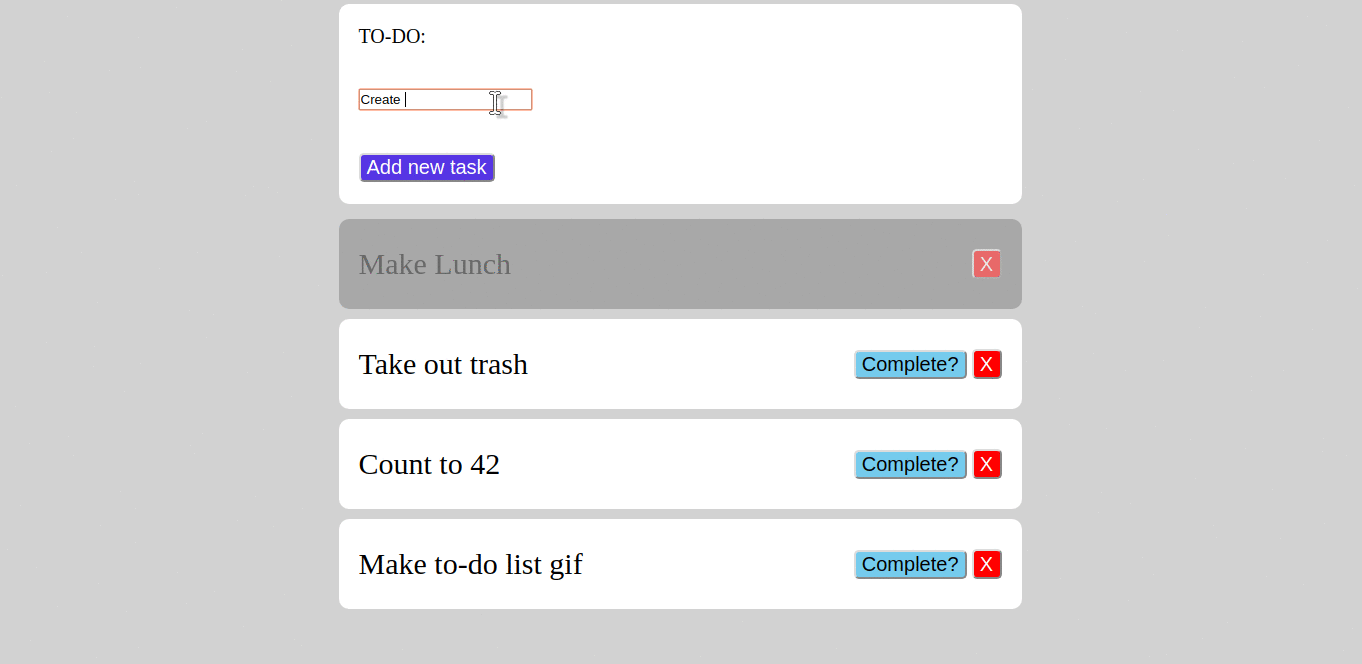 TO-DO:
Create
Add new task
Make Lunch X
Take out trash Complete? X
Count to 42 Complete? X
Make to-do list gif Complete? X